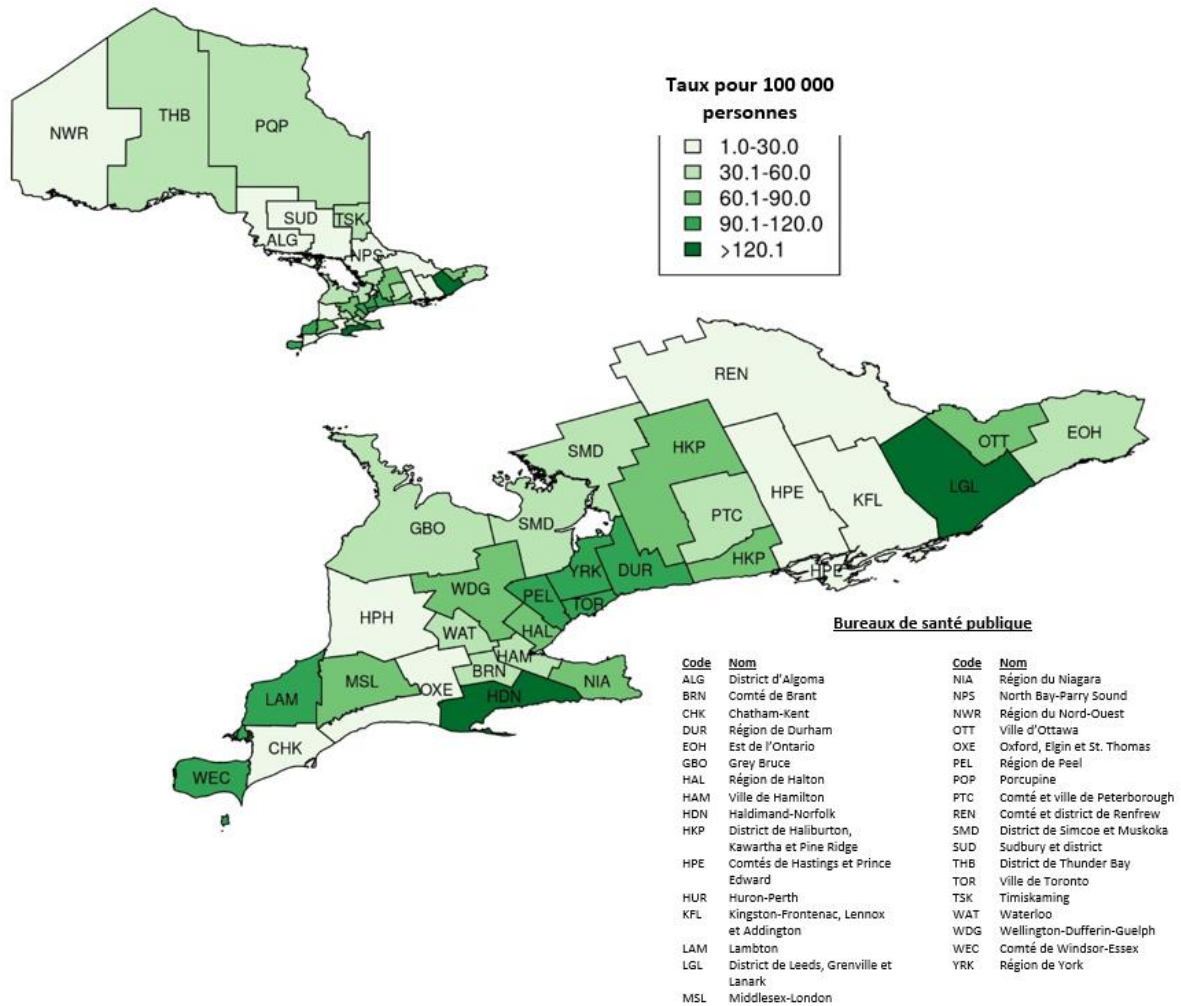 Taux pour 100 000
personnes
1.0-30.0
30.1-60.0
60.1-90.0
90.1-120.0
>120.1
NWR
THB
PQP
SUD
TSK
ALG
NPS
REN
SMD
HKP
OTT
EOH
HPE
KFL
LGL
GBO
SMD
PTC
HKP
YRK
DUR
HPE
WDG
PEL
TOR
HPH
WAT
HAL
HAM
BRN
NIA
LAM
MSL
OXE
HDN
CHK
WEC
Bureaux de santé publique
Code Nom
ALG District d'Algoma
BRN Comté de Brant
CHK Chatham-Kent
DUR Région de Durham
EOH Est de l'Ontario
GBO Grey Bruce
HAL Région de Halton
HAM Ville de Hamilton
HDN Haldimand-Norfolk
HKP District de Haliburton,
Kawartha et Pine Ridge
HPE Comtés de Hastings et Prince
Edward
HUR Huron-Perth
KFL Kingston-Frontenac, Lennox
et Addington
LAM Lambton
LGL District de Leeds, Grenville et
Lanark
MSL Middlesex-London
Code Nom
NIA Région du Niagara
NPS North Bay-Parry Sound
NWR Région du Nord-Ouest
OTT Ville d'Ottawa
OXE Oxford, Elgin et St. Thomas
PEL Région de Peel
POP Porcupine
PTC Comté et ville de Peterborough
REN Comté et district de Renfrew
SMD District de Simcoe et Muskoka
SUD Sudbury et district
THB District de Thunder Bay
TOR Ville de Toronto
TSK Timiskaming
WAT Waterloo
WDG Wellington-Dufferin-Guelph
WEC Comté de Windsor-Essex
YRK Région de York